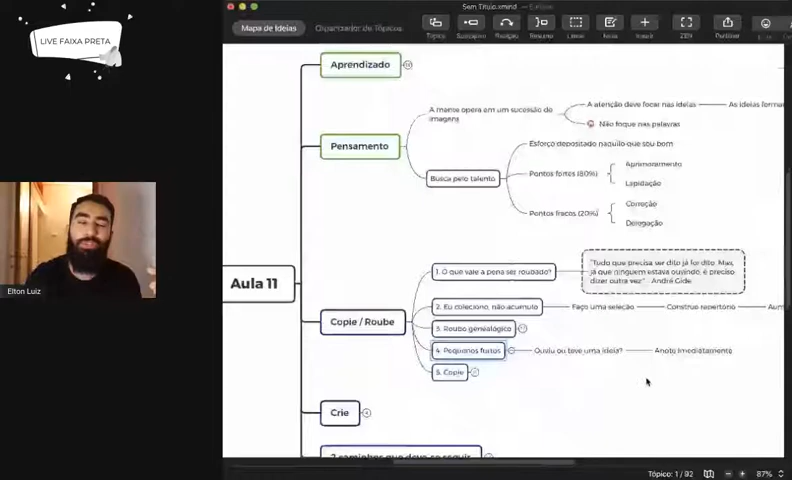 LIVE FAIXA PRETA
Sem Título.xmind
Mapa de Ideias
Organizador de Tópicos
Tópico
Subtópico
Relação
Resumo
Limite
Nota
Inserir
ZEN
Partilhar
Aprendizado
Pensamento
A mente opera em um sucessão de
imagens
A atenção deve focar nas ideias
As ideias formar
Não foque nas palavras
Busca pelo talento
Esforço depositado naquilo que sou bom
Pontos fortes (80%)
Aprimoramento
Lapidação
Pontos fracos (20%)
Correção
Delegação
Elton Luiz
Aula 11
Copie / Roube
1. O que vale a pena ser roubado?
"Tudo que precisa ser dito já foi dito. Mas,
já que ninguém estava ouvindo, é preciso
dizer outra vez" - André Gide
2. Eu coleciono, não acumulo
Faço uma seleção
Construo repertório
Aum
3. Roubo genealógico
4. Pequenos furtos
Ouviu ou teve uma ideia?
Anote imediatamente
5. Copie
Crie
2 caminhos que deve-se seguir
Tópico: 1 / 92
87%